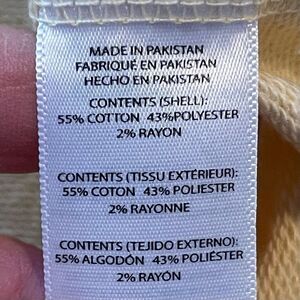 MADE IN PAKISTAN
FABRIQUÉ EN PAKISTAN
HECHO EN PAKISTAN
CONTENTS (SHELL):
55% COTTON 43%POLYESTER
2% RAYON
CONTENTS (TISSU EXTÉRIEUR):
55% COTON 43% POLIESTER
2% RAYONNE
CONTENTS (TEJIDO EXTERNO):
55% ALGODÓN 43% POLIÉSTER
2% RAYÓN